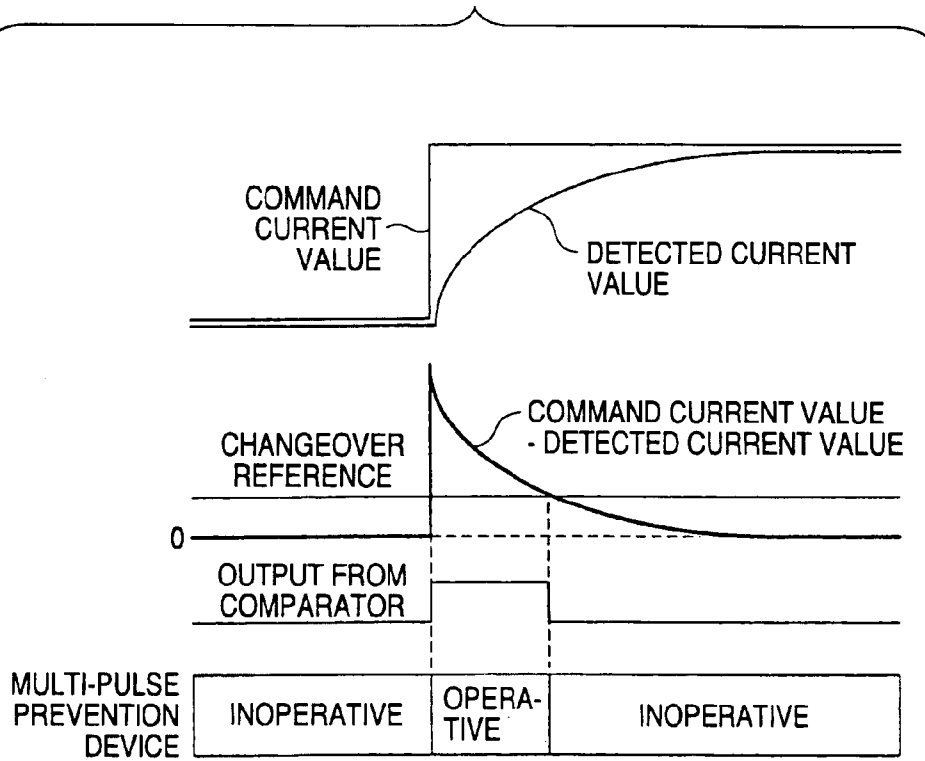 COMMAND
CURRENT
VALUE
DETECTED CURRENT
VALUE
COMMAND CURRENT VALUE
- DETECTED CURRENT VALUE
CHANGEOVER
REFERENCE
0
OUTPUT FROM
COMPARATOR
MULTI-PULSE
PREVENTION
DEVICE
INOPERATIVE
OPERA-
TIVE
INOPERATIVE